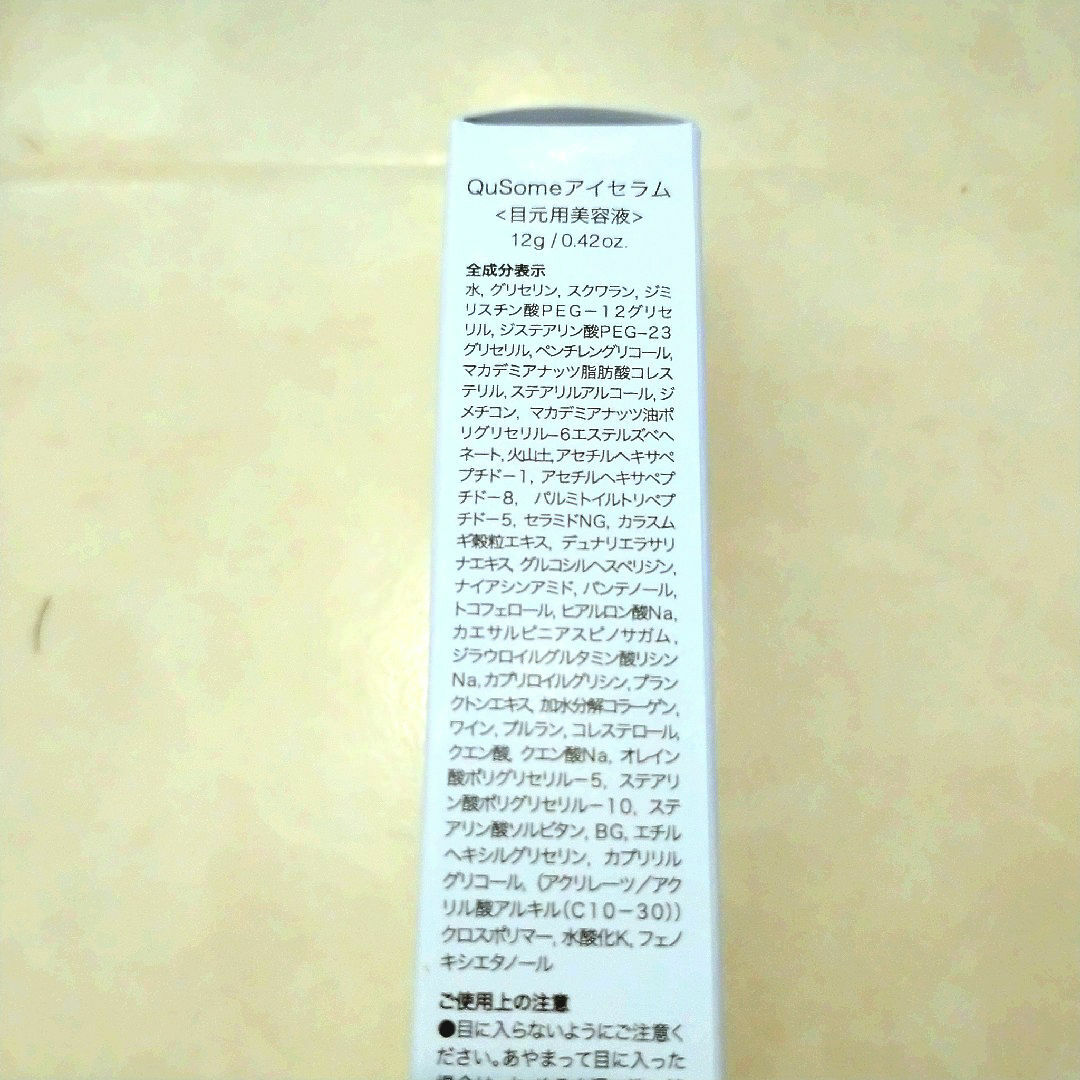 QuSomeアイセラム
<目元用美容液>
12g / 0.42oz.
全成分表示
水, グリセリン, スクワラン, ジミ
リスチン酸PEG－12グリセ
リル, ジステアリン酸PEG–23
グリセリル, ペンチレングリコール,
マカデミアナッツ脂肪酸コレス
テリル, ステアリルアルコール, ジ
メチコン, マカデミアナッツ油ポ
リグリセリル–6エステルズベヘ
ネート, 火山土, アセチルヘキサペ
プチド－1, アセチルヘキサペプ
チド－8, パルミトイルトリペプ
チド－5, セラミドNG, カラスム
ギ穀粒エキス, デュナリエラサリ
ナエキス, グルコシルヘスペリジン,
ナイアシンアミド, パンテノール,
トコフェロール, ヒアルロン酸Na,
カエサルピニアスピノサガム,
ジラウロイルグルタミン酸リシン
Na, カプリロイルグリシン, プラン
クトンエキス, 加水分解コラーゲン,
ワイン, プルラン, コレステロール,
クエン酸, クエン酸Na, オレイン
酸ポリグリセリル－5, ステアリ
ン酸ポリグリセリル－10, ステ
アリン酸ソルビタン, BG, エチル
ヘキシルグリセリン, カプリリル
グリコール, (アクリレーツ／アク
リル酸アルキル(C10－30))
クロスポリマー, 水酸化K, フェノ
キシエタノール
ご使用上の注意
●目に入らないようにご注意く
ださい。あやまって目に入った